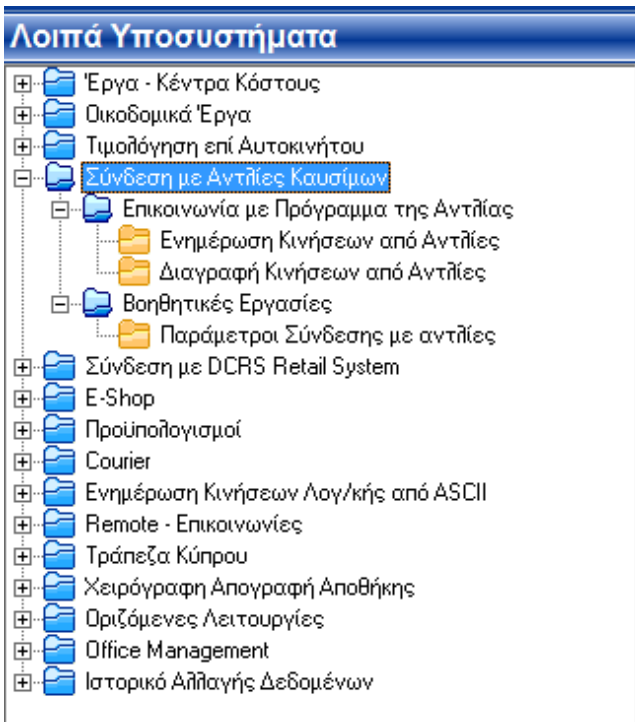 Λοιπά Υποσυστήματα
Έργα - Κέντρα Κόστους
Οικοδομικά Έργα
Τιμολόγηση επί Αυτοκινήτου
Σύνδεση με Αντλίες Καυσίμων
Επικοινωνία με Πρόγραμμα της Αντλίας
Ενημέρωση Κινήσεων από Αντλίες
Διαγραφή Κινήσεων από Αντλίες
Βοηθητικές Εργασίες
Παράμετροι Σύνδεσης με αντλίες
Σύνδεση με DCRS Retail System
E-Shop
Προϋπολογισμοί
Courier
Ενημέρωση Κινήσεων Λογ/κής από ASCII
Remote - Επικοινωνίες
Τράπεζα Κύπρου
Χειρόγραφη Απογραφή Αποθήκης
Οριζόμενες Λειτουργίες
Office Management
Ιστορικό Αλλαγής Δεδομένων